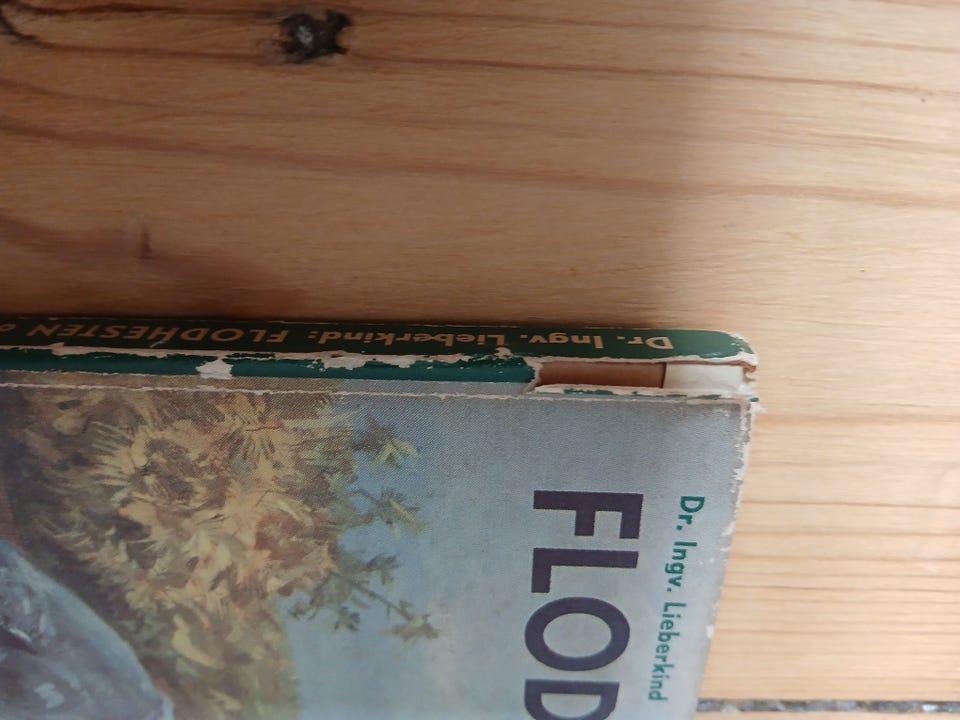 Dr. Ingv. Lieberkind: FLODHESTEN
Dr. Ingv. Lieberkind
FLOD